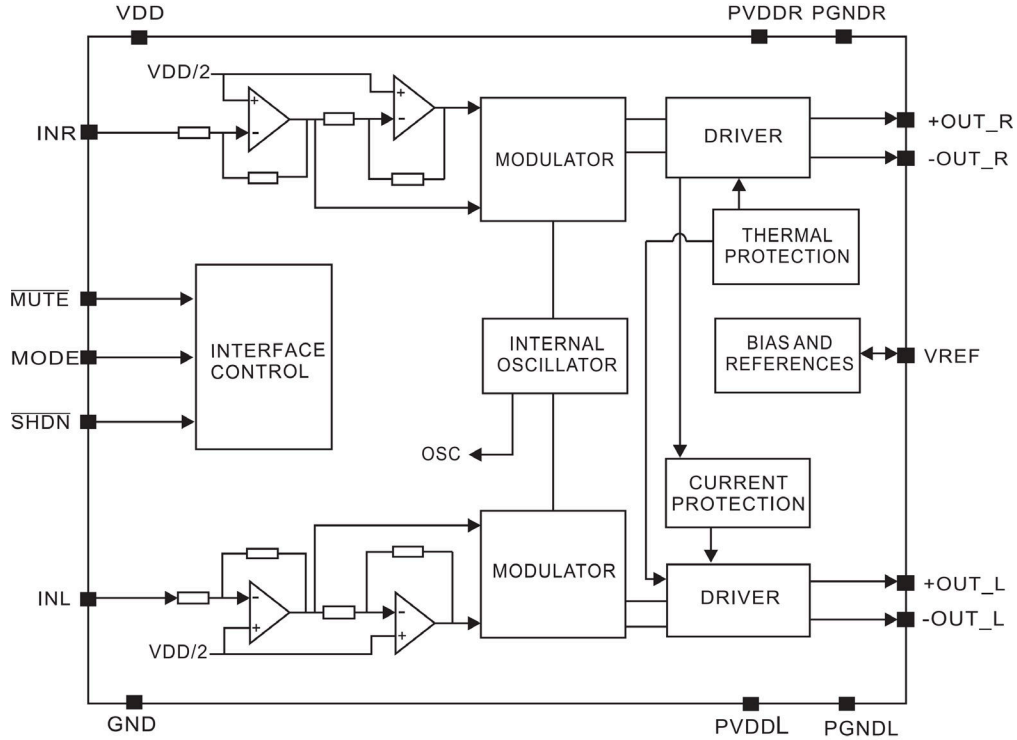 VDD
PVDDR
PGNDR
VDD/2
+
-
+
-
INR
MODULATOR
DRIVER
+OUT_R
-OUT_R
THERMAL
PROTECTION
MUTE
MODE
SHDN
INTERFACE
CONTROL
INTERNAL
OSCILLATOR
BIAS AND
REFERENCES
VREF
OSC
CURRENT
PROTECTION
INL
-
+
-
+
VDD/2
MODULATOR
DRIVER
+OUT_L
-OUT_L
GND
PVDDL
PGNDL